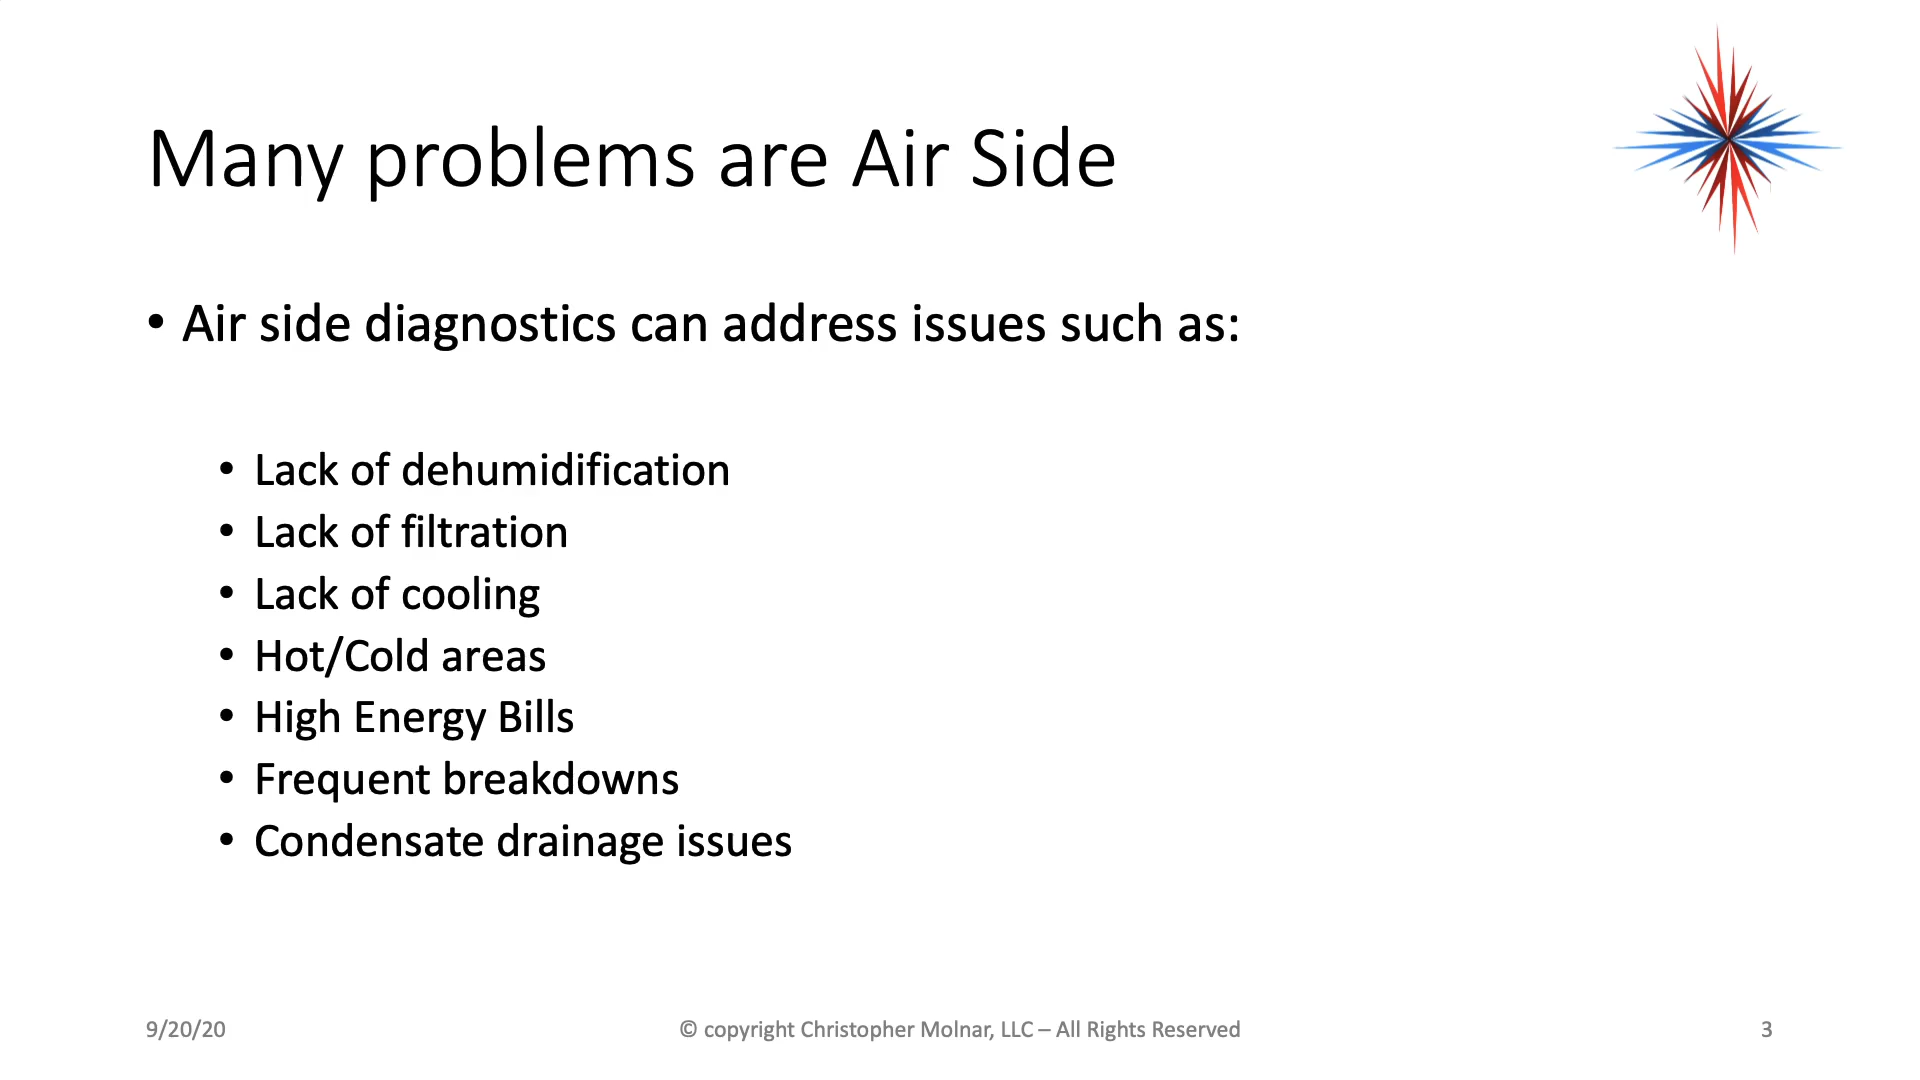 Many problems are Air Side
• Air side diagnostics can address issues such as:
• Lack of dehumidification
• Lack of filtration
• Lack of cooling
• Hot/Cold areas
• High Energy Bills
• Frequent breakdowns
• Condensate drainage issues
9/20/20
© copyright Christopher Molnar, LLC – All Rights Reserved
3